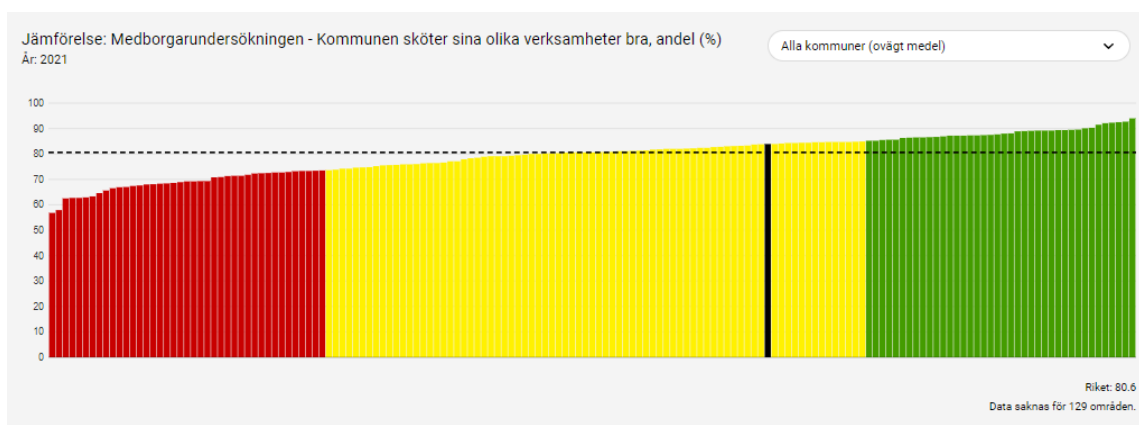 Jämförelse: Medborgarundersökningen - Kommunen sköter sina olika verksamheter bra, andel (%)
År: 2021
Alla kommuner (ovägt medel)
100
90
80
70
60
50
40
30
20
10
0
Riket: 80.6
Data saknas för 129 områden.